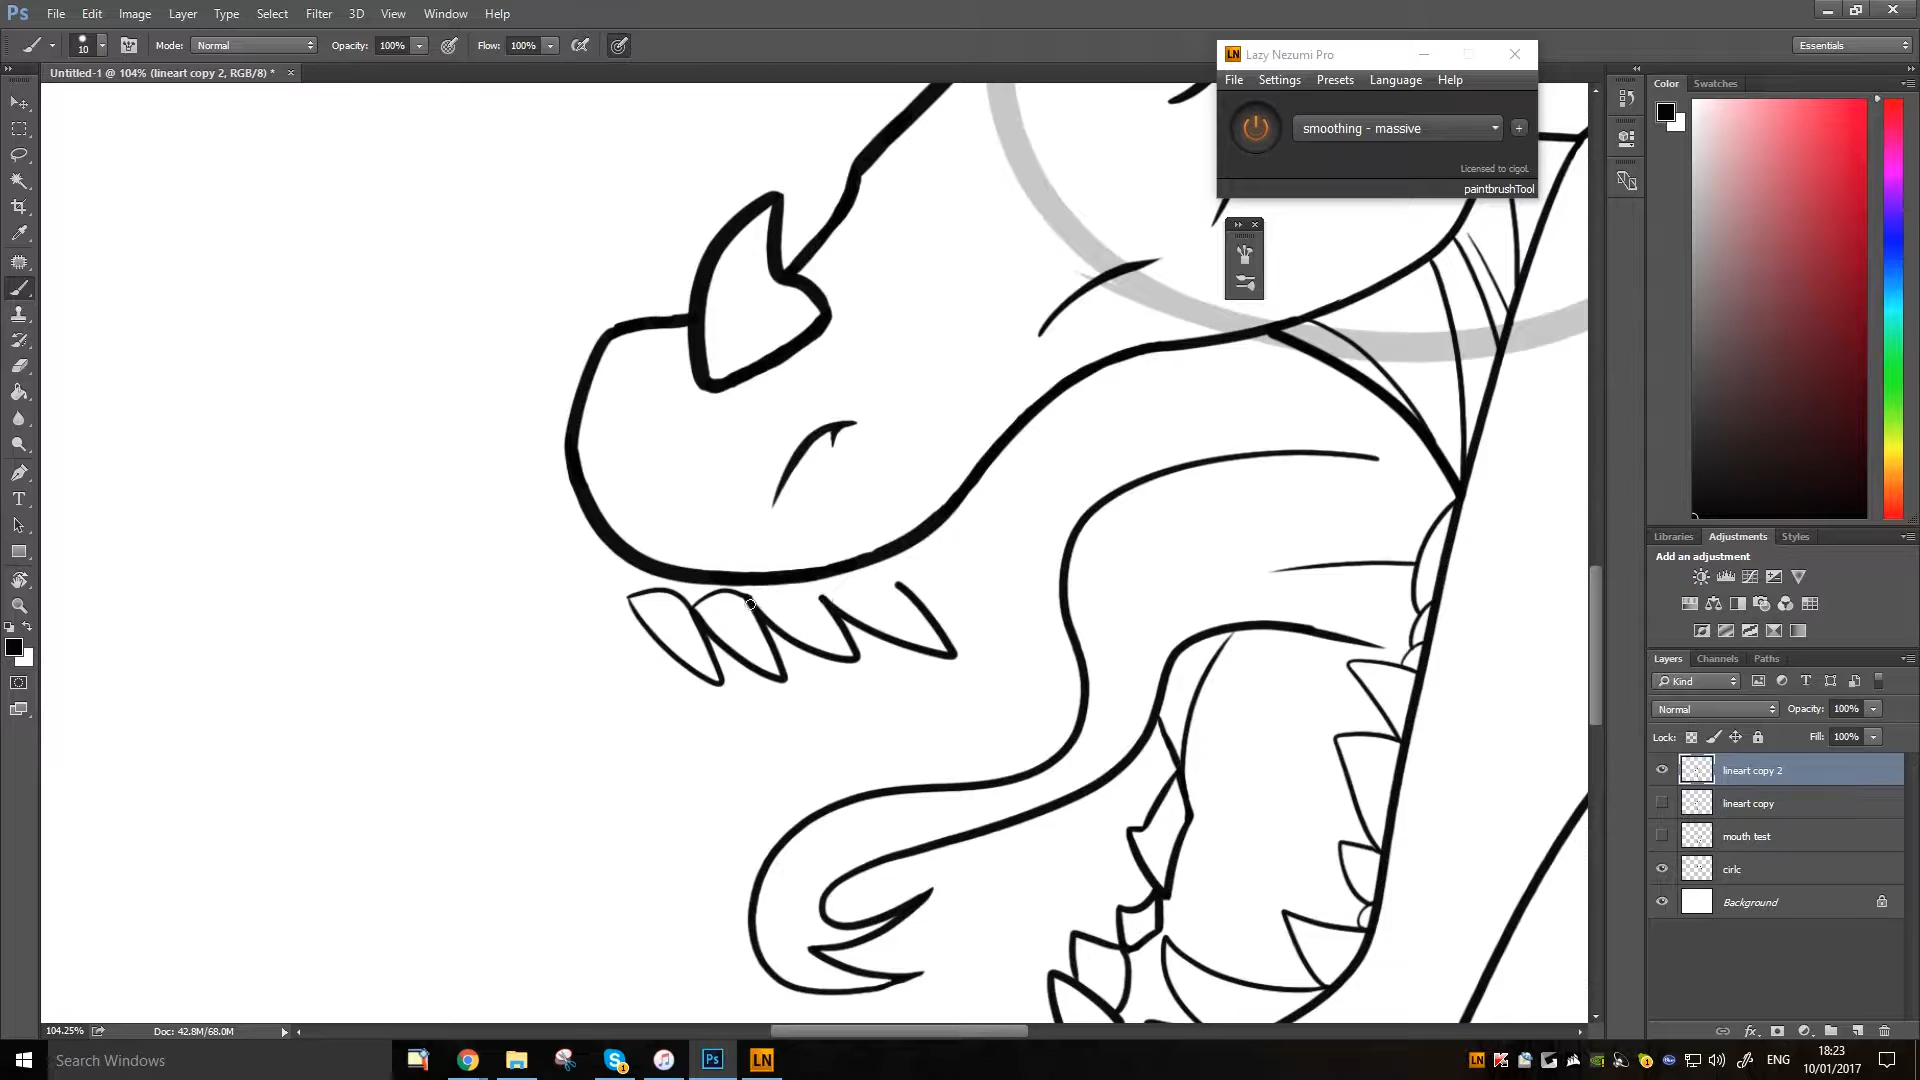 Ps File Edit Image Layer Type Select Filter 3D View Window Help
10 Mode: Normal Opacity: 100% Flow: 100% Essentials
Untitled-1 @ 104% (lineart copy 2, RGB/8) *
LN Lazy Nezumi Pro
File Settings Presets Language Help
smoothing - massive
+
Licensed to cigol.
paintbrushTool
Color Swatches
Libraries Adjustments Styles
Add an adjustment
Layers Channels Paths
Kind
Normal Opacity: 100%
Lock: Fill: 100%
lineart copy 2
lineart copy
mouth test
cirlc
Background
104.25% Doc: 42.8M/68.0M
Search Windows
Ps LN
ENG 18:23
10/01/2017